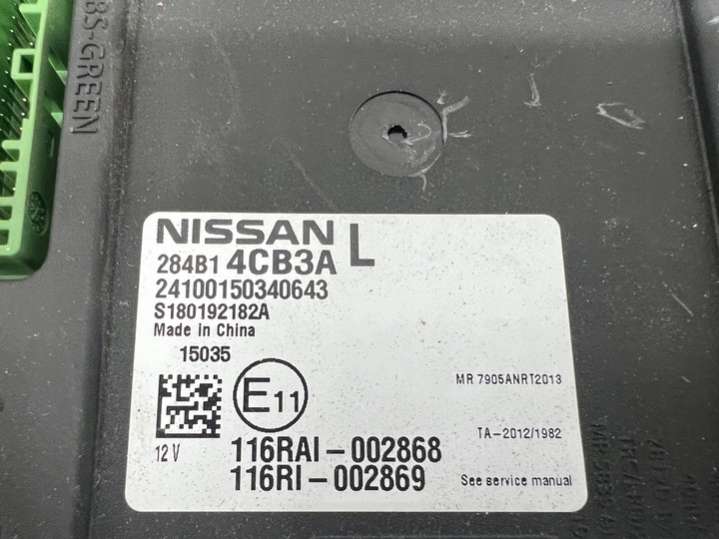 8S-GREEN
NISSAN L
284B1 4CB3A
24100150340643
S180192182A
Made in China
15035
E11
MR 7905ANRT2013
TA-2012/1982
12 V
116RAI-002868
116RI-002869
See service manual